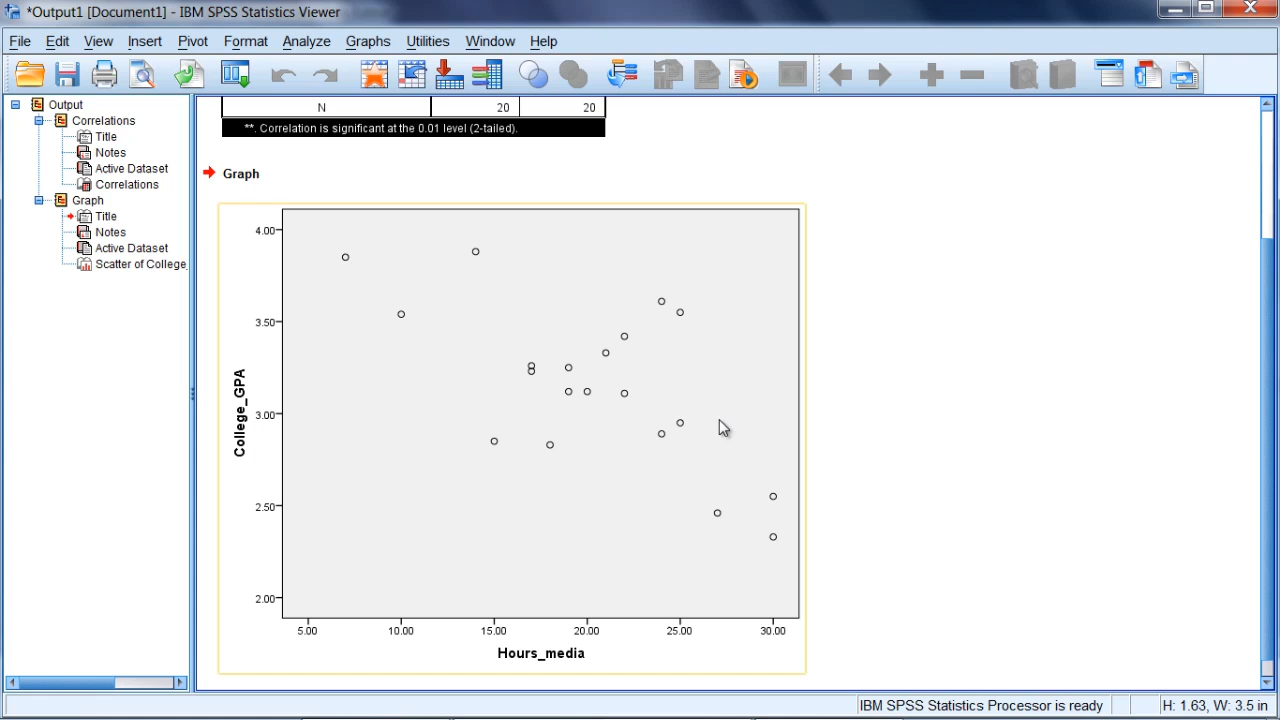 *Output1 [Document1] - IBM SPSS Statistics Viewer
File Edit View Insert Pivot Format Analyze Graphs Utilities Window Help
Output
Correlations
Title
Notes
Active Dataset
Correlations
Graph
Title
Notes
Active Dataset
Scatter of College_
N 20 20
**. Correlation is significant at the 0.01 level (2-tailed).
Graph
4.00
3.50
3.00
2.50
2.00
College_GPA
5.00 10.00 15.00 20.00 25.00 30.00
Hours_media
IBM SPSS Statistics Processor is ready H: 1.63, W: 3.5 in